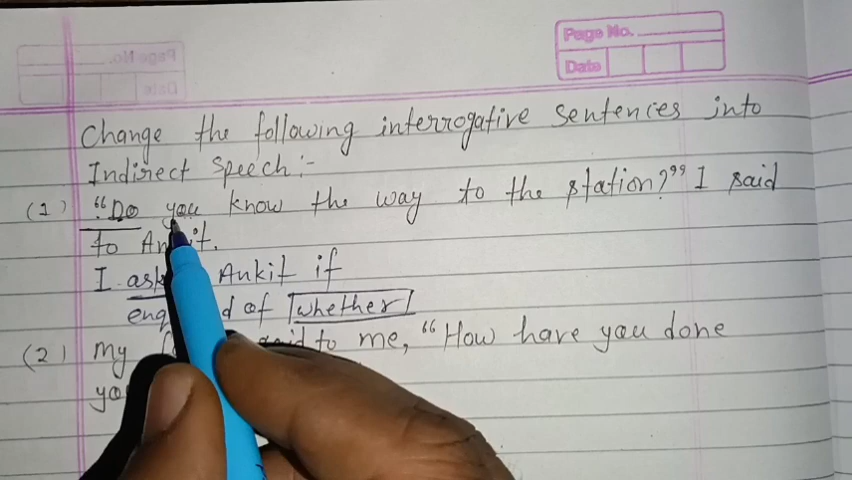 Page No.
Date
Change the following interrogative sentences into
Indirect speech:-
(1) "Do you know the way to the station?" I said
to Ankit.
I Ankit if
of whether
(2) My to me, "How have you done